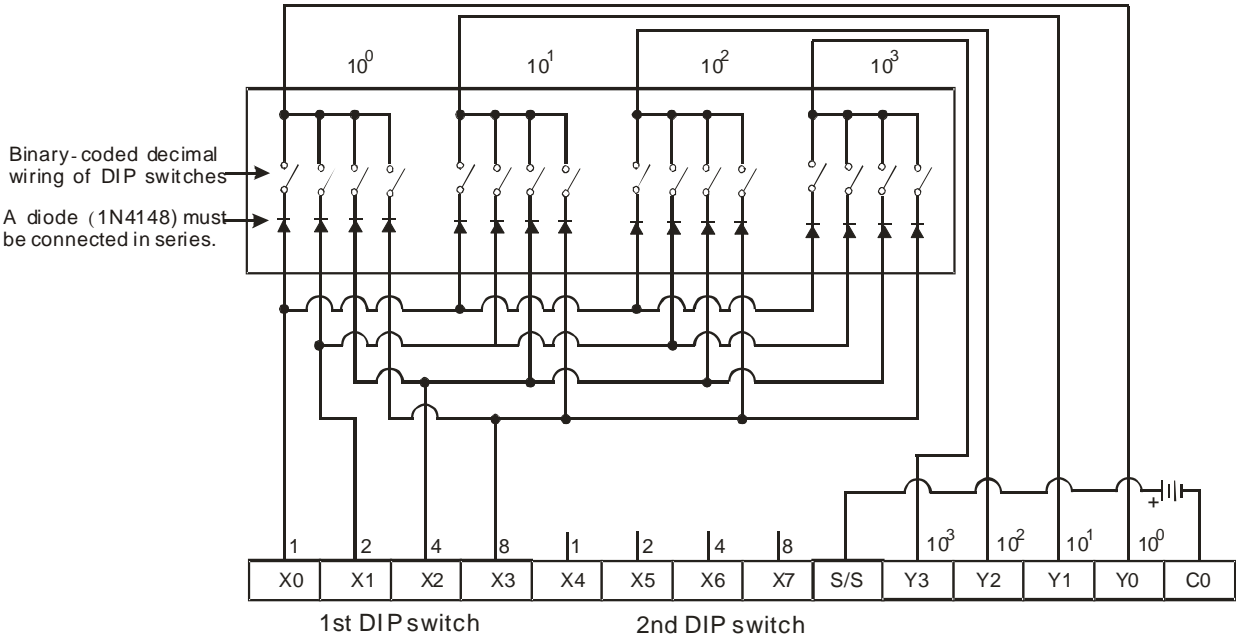 10⁰ 10¹ 10² 10³
Binary-coded decimal
wiring of DIP switches
A diode (1N4148) must
be connected in series.
+
1 2 4 8 1 2 4 8 10³ 10² 10¹ 10⁰
X0 X1 X2 X3 X4 X5 X6 X7 S/S Y3 Y2 Y1 Y0 C0
1st DIP switch 2nd DIP switch